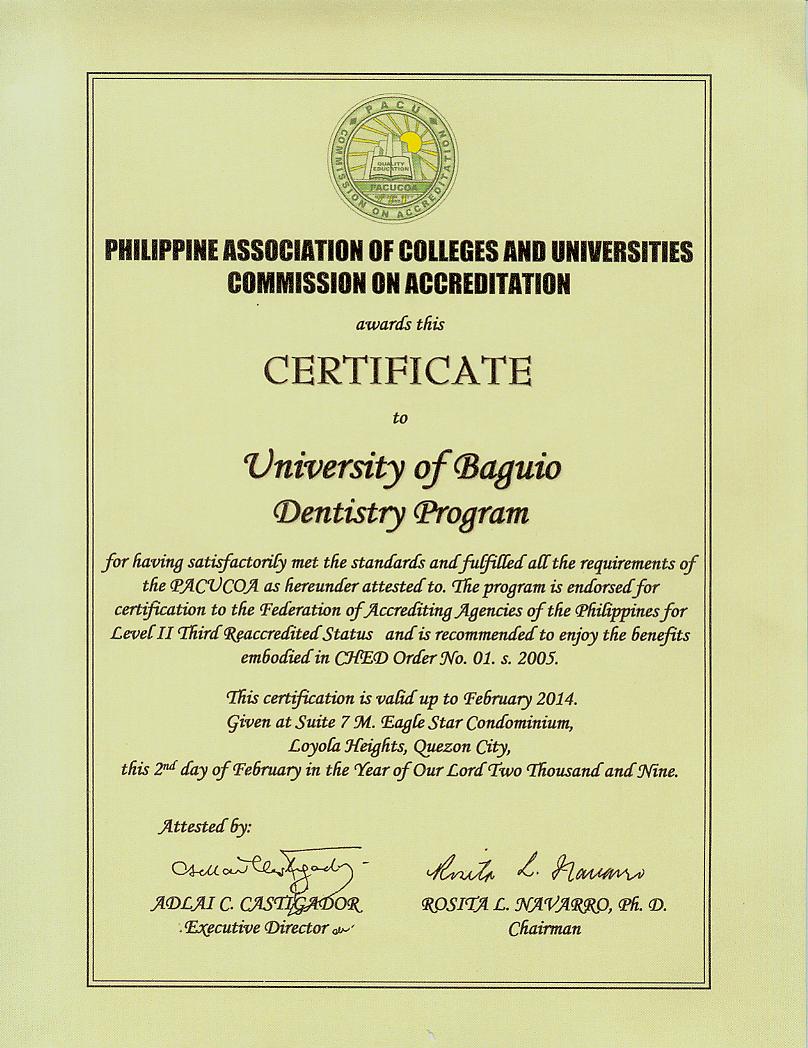 PACU
COMMISSION ON ACCREDITATION
QUALITY
EDUCATION
PACUCOA
PHILIPPINE ASSOCIATION OF COLLEGES AND UNIVERSITIES
COMMISSION ON ACCREDITATION
awards this
CERTIFICATE
to
University of Baguio
Dentistry Program
for having satisfactorily met the standards and fulfilled all the requirements of
the PACUCOA as hereunder attested to. The program is endorsed for
certification to the Federation of Accrediting Agencies of the Philippines for
Level II Third Reaccredited Status and is recommended to enjoy the benefits
embodied in CHED Order No. 01. s. 2005.
This certification is valid up to February 2014.
Given at Suite 7 M. Eagle Star Condominium,
Loyola Heights, Quezon City,
this 2nd day of February in the Year of Our Lord Two Thousand and Nine.
Attested by:
Rosita L. Navarro
ADLAI C. CASTIGADOR
ROSITA L. NAVARRO, Ph. D.
Executive Director
Chairman